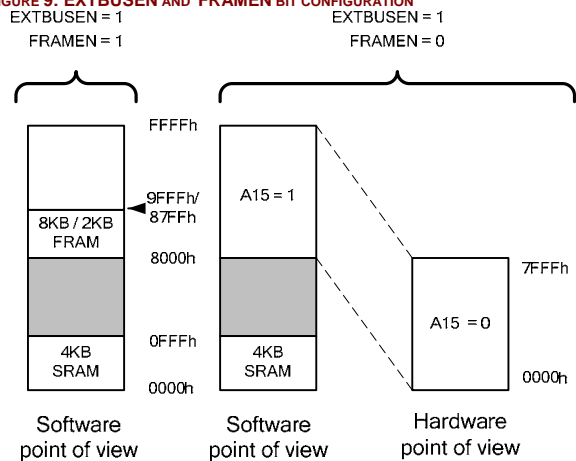 FIGURE 9: EXTBUSEN AND FRAMEN BIT CONFIGURATION
EXTBUSEN = 1
FRAMEN = 1
EXTBUSEN = 1
FRAMEN = 0
FFFFh
9FFFh/
87FFh
8KB / 2KB
FRAM
8000h
0FFFh
4KB
SRAM
0000h
Software
point of view
A15 = 1
4KB
SRAM
Software
point of view
7FFFh
A15 = 0
0000h
Hardware
point of view